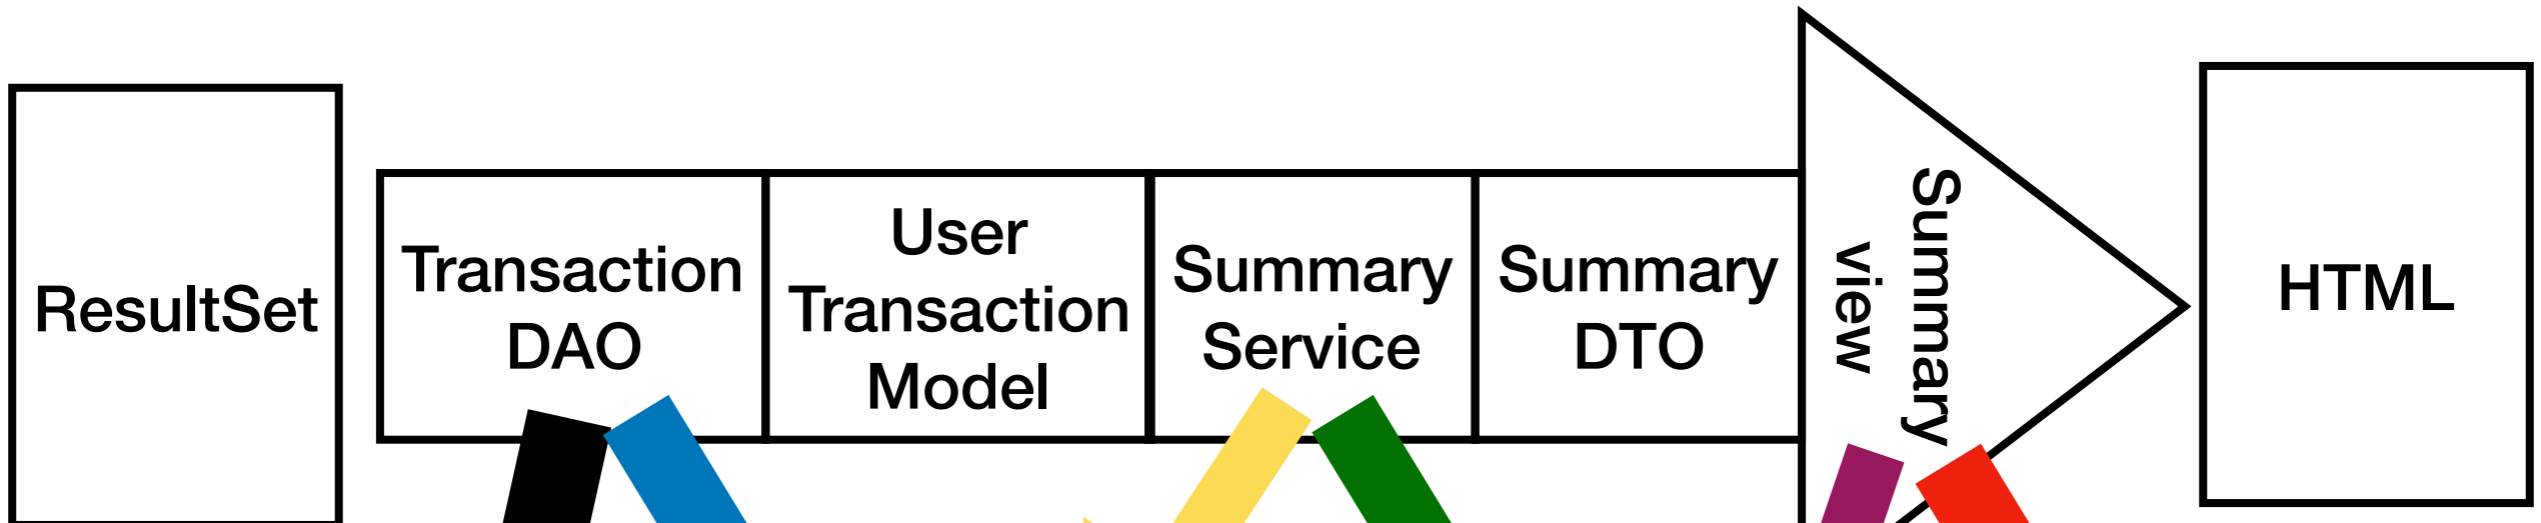 ResultSet
Transaction
DAO
User
Transaction
Model
Summary
Service
Summary
DTO
Summary
view
HTML